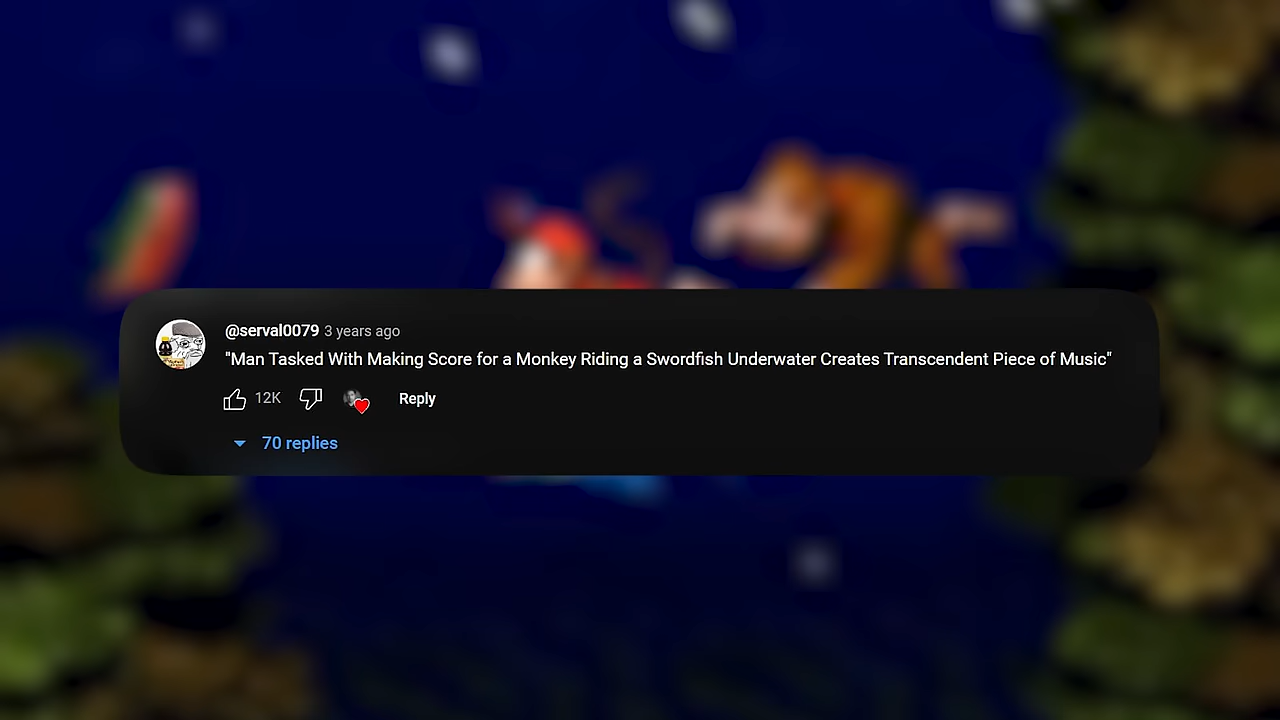 @serval0079 3 years ago
"Man Tasked With Making Score for a Monkey Riding a Swordfish Underwater Creates Transcendent Piece of Music"
12K Reply
70 replies